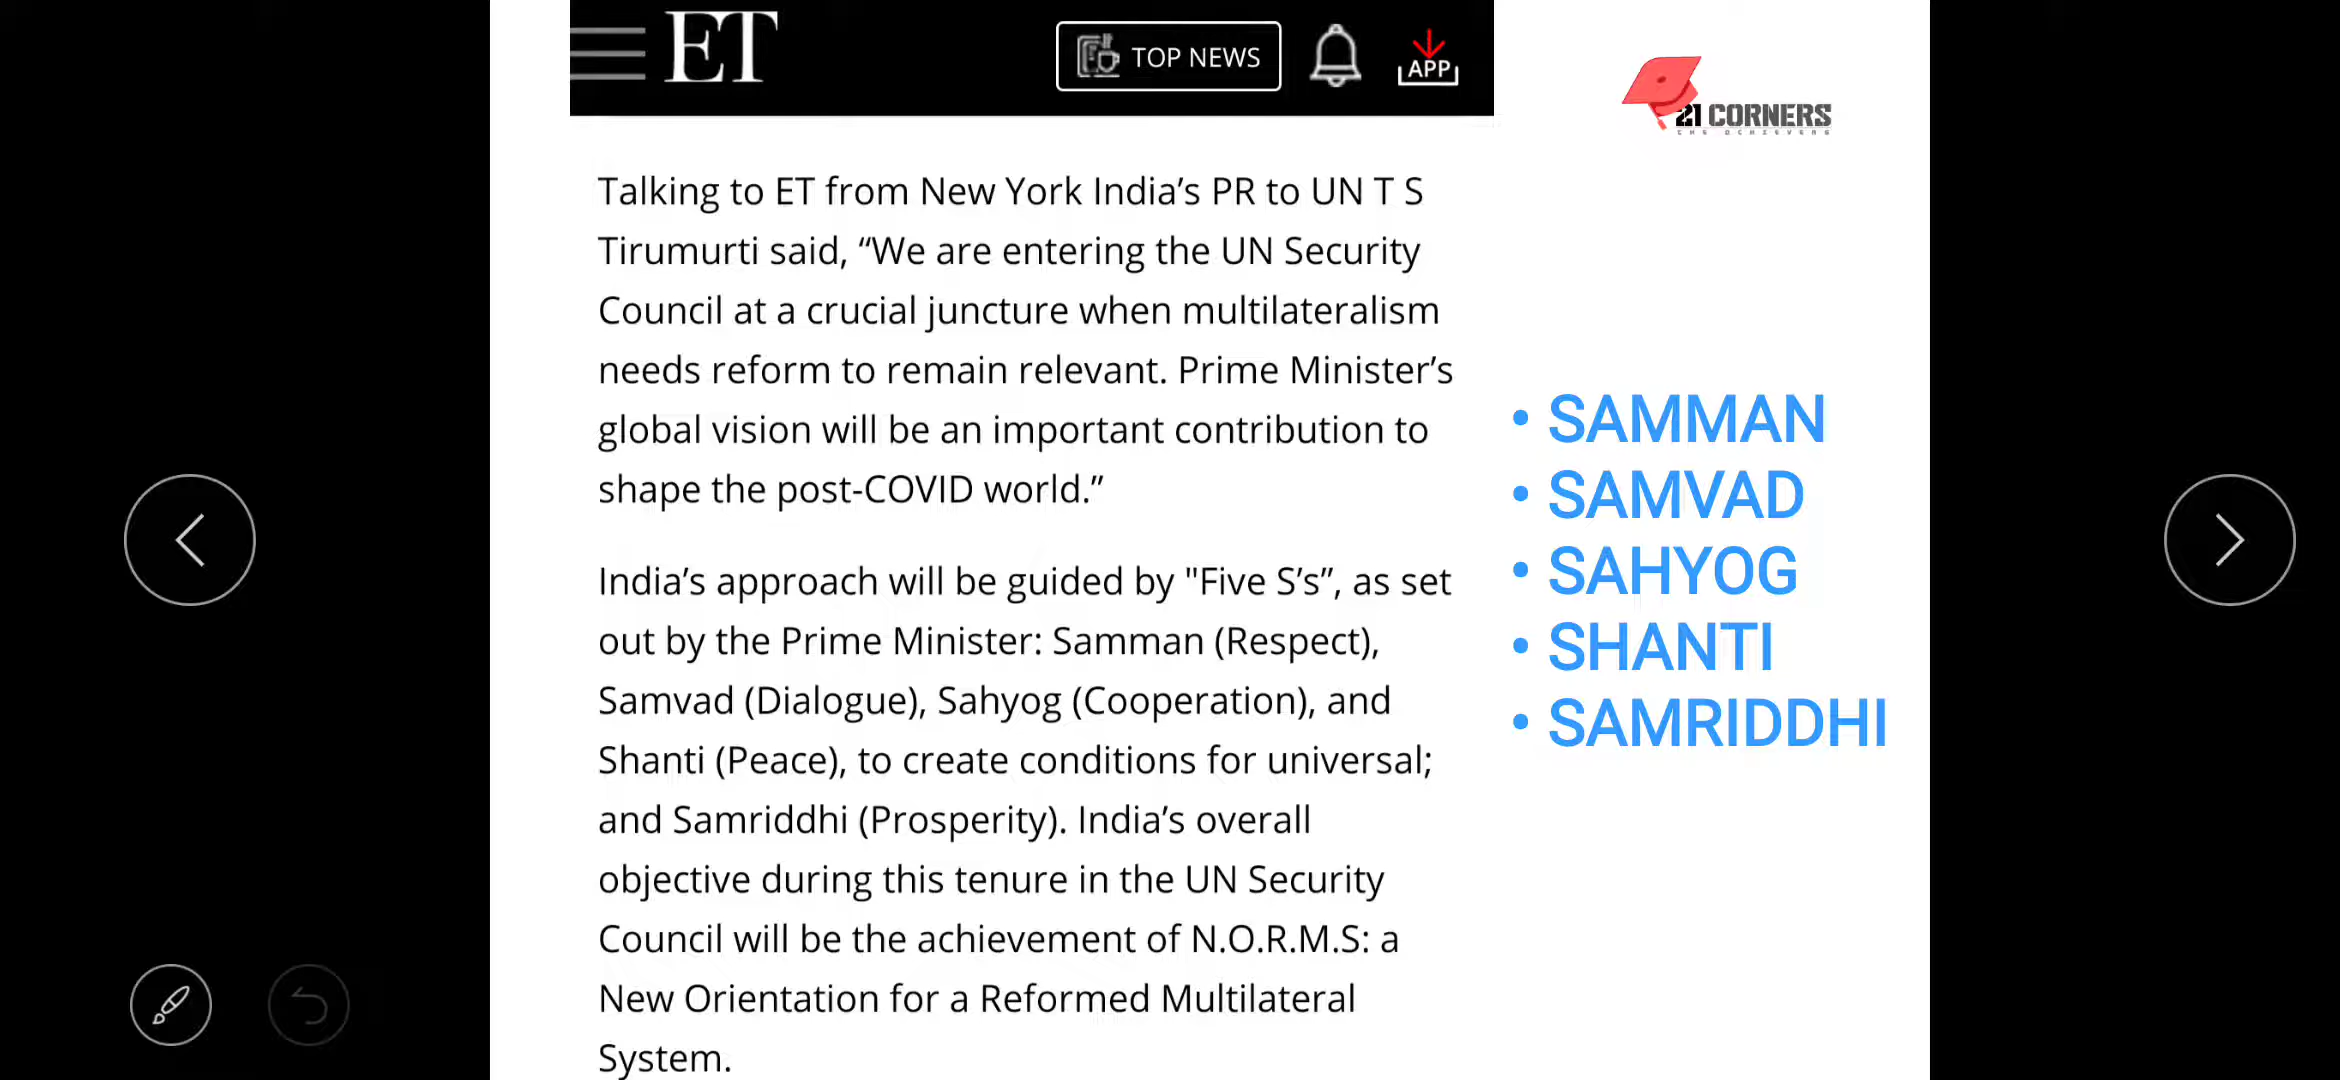 ET
TOP NEWS
APP
21 CORNERS
THE ACHIEVERS
Talking to ET from New York India’s PR to UN T S
Tirumurti said, “We are entering the UN Security
Council at a crucial juncture when multilateralism
needs reform to remain relevant. Prime Minister’s
global vision will be an important contribution to
shape the post-COVID world.”
India’s approach will be guided by "Five S’s”, as set
out by the Prime Minister: Samman (Respect),
Samvad (Dialogue), Sahyog (Cooperation), and
Shanti (Peace), to create conditions for universal;
and Samriddhi (Prosperity). India’s overall
objective during this tenure in the UN Security
Council will be the achievement of N.O.R.M.S: a
New Orientation for a Reformed Multilateral
System.
• SAMMAN
• SAMVAD
• SAHYOG
• SHANTI
• SAMRIDDHI